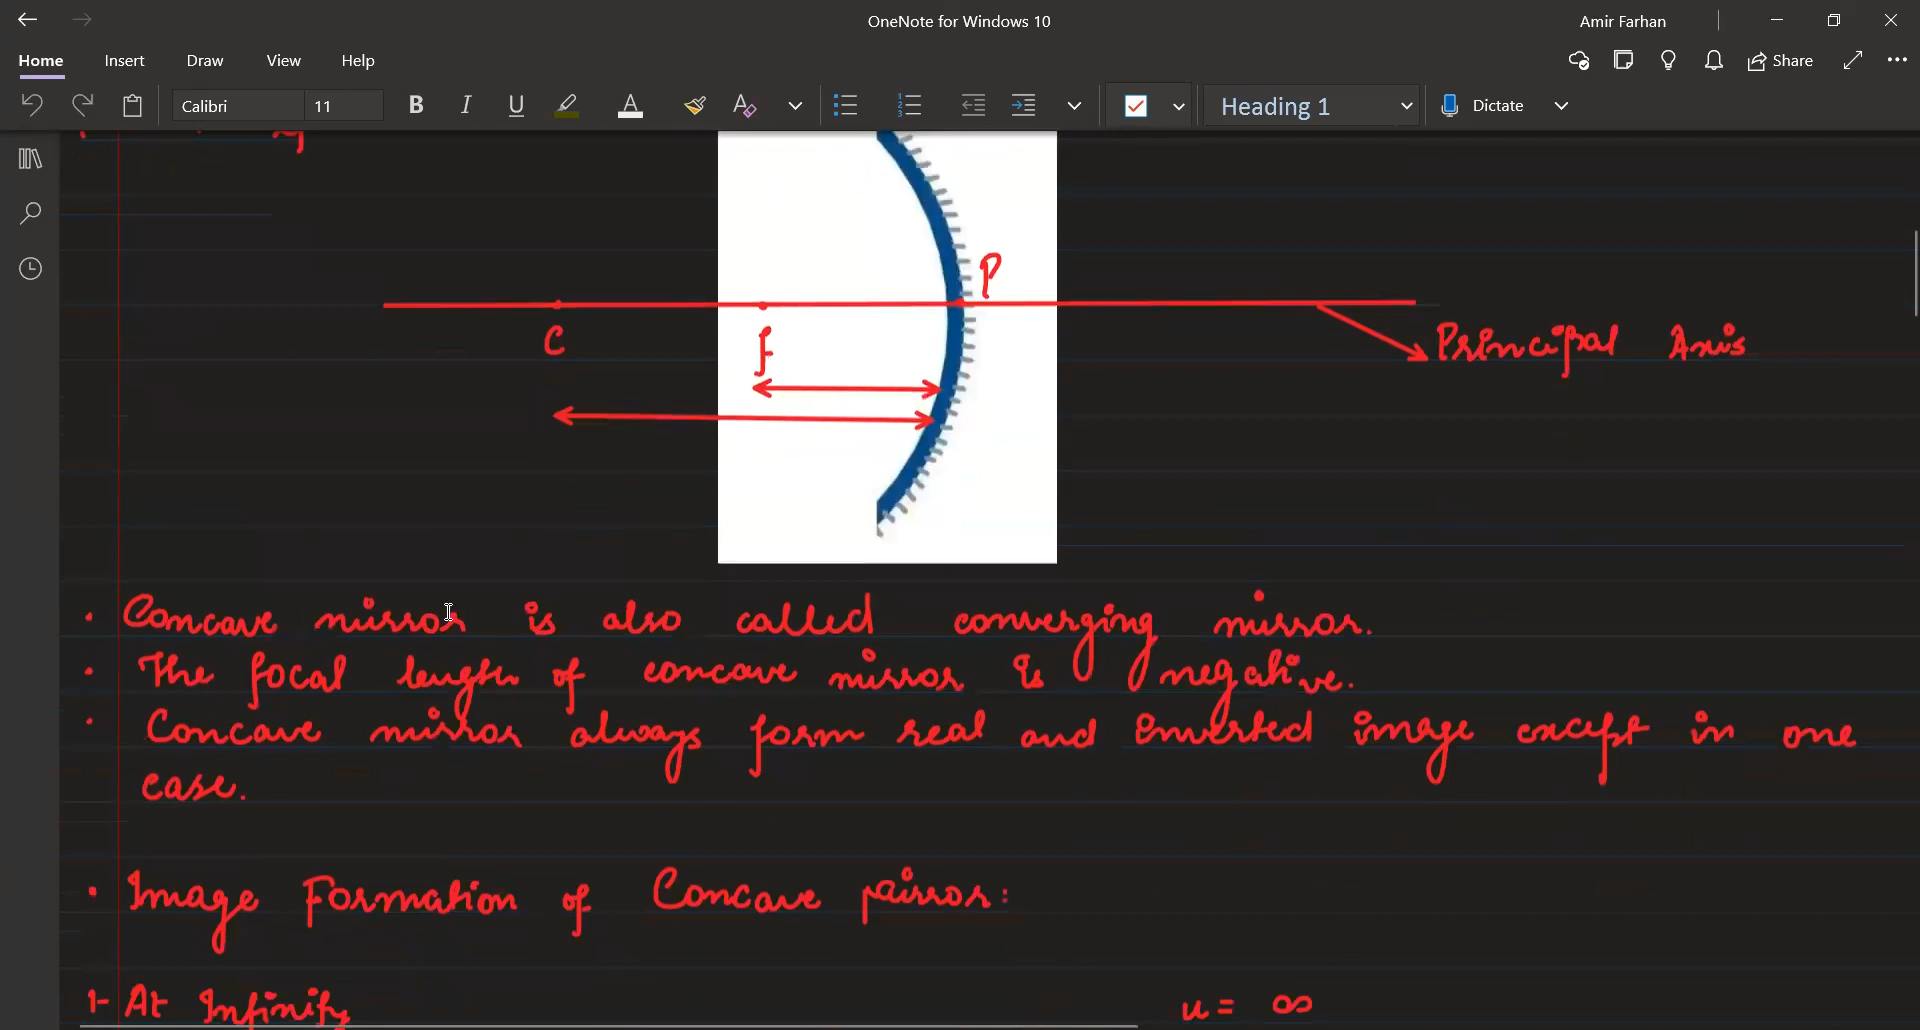 OneNote for Windows 10
Amir Farhan
Home Insert Draw View Help
Share
Calibri 11 B I U A A Heading 1 Dictate
P
C
f
Principal Axis
• Concave mirror is also called converging mirror.
• The focal length of concave mirror is negative.
• Concave mirror always form real and inverted image except in one
case.
• Image Formation of Concave Mirror:
1- At Infinity u = ∞